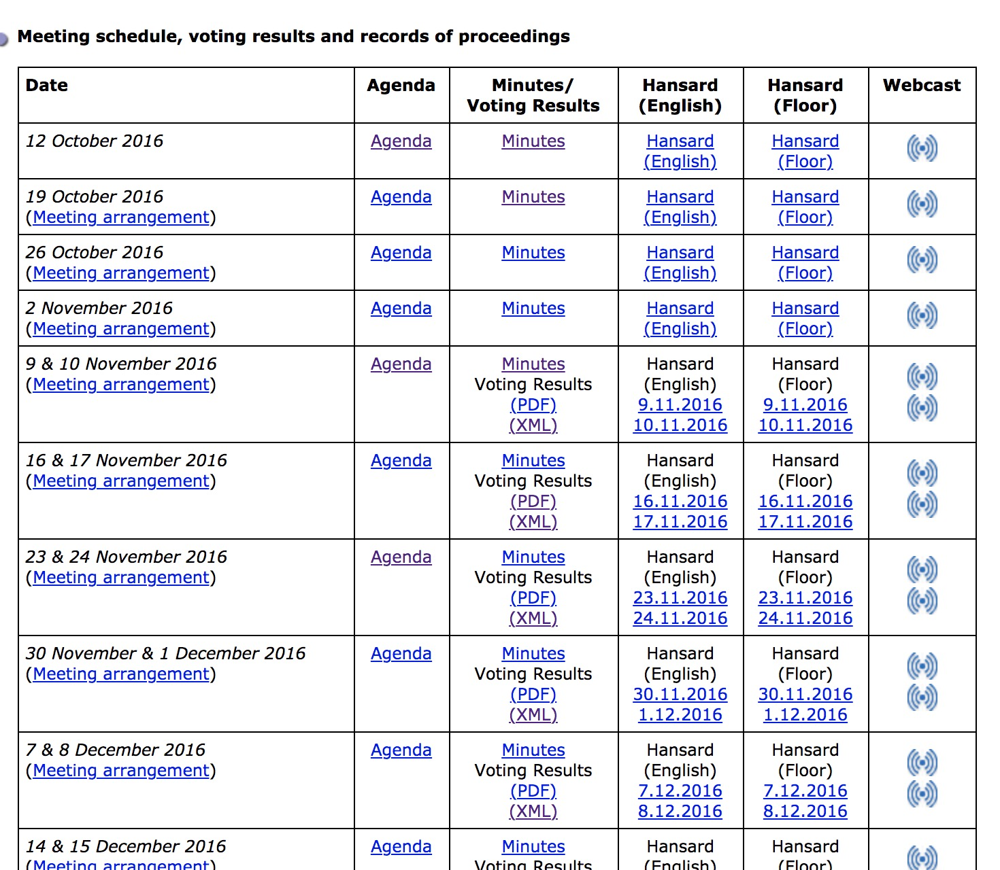 Meeting schedule, voting results and records of proceedings
Date Agenda Minutes/ Hansard Hansard Webcast
Voting Results (English) (Floor)
12 October 2016 Agenda Minutes Hansard Hansard
(English) (Floor)
19 October 2016 Agenda Minutes Hansard Hansard
(Meeting arrangement) (English) (Floor)
26 October 2016 Agenda Minutes Hansard Hansard
(Meeting arrangement) (English) (Floor)
2 November 2016 Agenda Minutes Hansard Hansard
(Meeting arrangement) (English) (Floor)
9 & 10 November 2016 Agenda Minutes Hansard Hansard
(Meeting arrangement) Voting Results (English) (Floor)
(PDF) 9.11.2016 9.11.2016
(XML) 10.11.2016 10.11.2016
16 & 17 November 2016 Agenda Minutes Hansard Hansard
(Meeting arrangement) Voting Results (English) (Floor)
(PDF) 16.11.2016 16.11.2016
(XML) 17.11.2016 17.11.2016
23 & 24 November 2016 Agenda Minutes Hansard Hansard
(Meeting arrangement) Voting Results (English) (Floor)
(PDF) 23.11.2016 23.11.2016
(XML) 24.11.2016 24.11.2016
30 November & 1 December 2016 Agenda Minutes Hansard Hansard
(Meeting arrangement) Voting Results (English) (Floor)
(PDF) 30.11.2016 30.11.2016
(XML) 1.12.2016 1.12.2016
7 & 8 December 2016 Agenda Minutes Hansard Hansard
(Meeting arrangement) Voting Results (English) (Floor)
(PDF) 7.12.2016 7.12.2016
(XML) 8.12.2016 8.12.2016
14 & 15 December 2016 Agenda Minutes Hansard Hansard
(Meeting arrangement) Voting Results (English) (Floor)